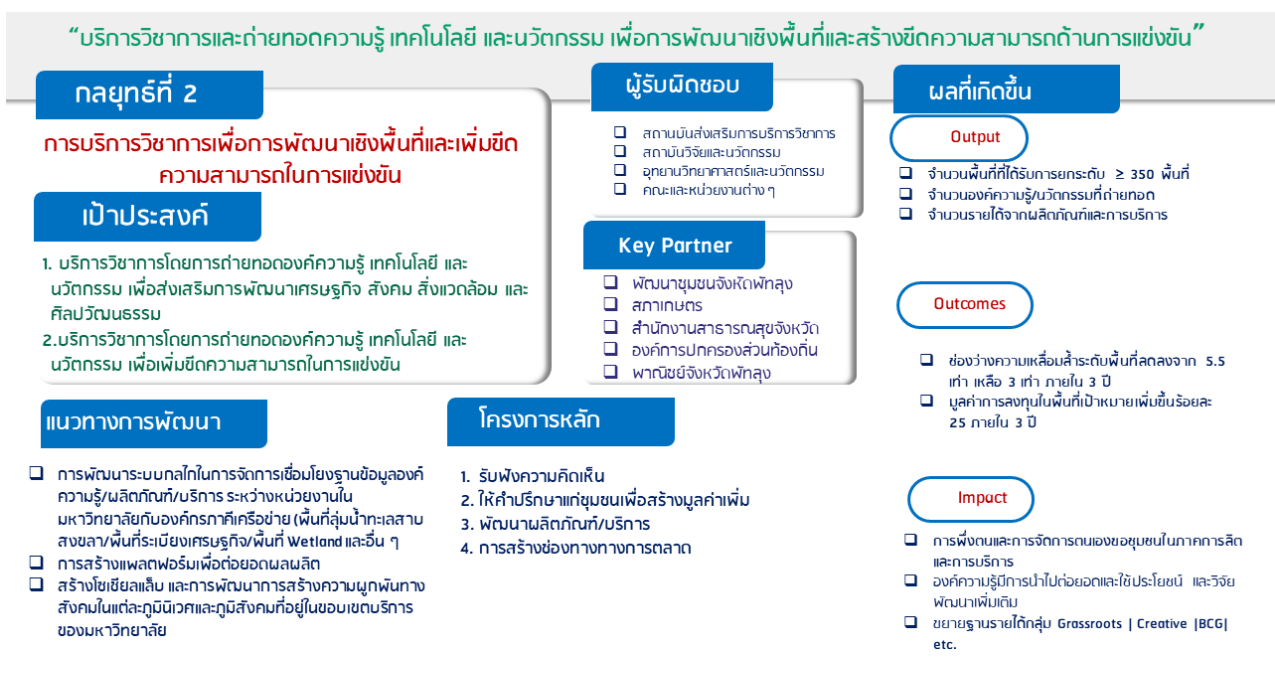 “บริการวิชาการและถ่ายทอดความรู้ เทคโนโลยี และนวัตกรรม เพื่อการพัฒนาเชิงพื้นที่และสร้างขีดความสามารถด้านการแข่งขัน”
กลยุทธ์ที่ 2
การบริการวิชาการเพื่อการพัฒนาเชิงพื้นที่และเพิ่มขีด
ความสามารถในการแข่งขัน
เป้าประสงค์
1. บริการวิชาการโดยการถ่ายทอดองค์ความรู้ เทคโนโลยี และ
นวัตกรรม เพื่อส่งเสริมการพัฒนาเศรษฐกิจ สังคม สิ่งแวดล้อม และ
ศิลปวัฒนธรรม
2.บริการวิชาการโดยการถ่ายทอดองค์ความรู้ เทคโนโลยี และ
นวัตกรรม เพื่อเพิ่มขีดความสามารถในการแข่งขัน
ผู้รับผิดชอบ
❑ สถานบันส่งเสริมการบริการวิชาการ
❑ สถาบันวิจัยและนวัตกรรม
❑ อุทยานวิทยาศาสตร์และนวัตกรรม
❑ คณะและหน่วยงานต่าง ๆ
Key Partner
❑ พัฒนาชุมชนจังหัดพัทลุง
❑ สภาเกษตร
❑ สำนักงานสาธารณสุขจังหวัด
❑ องค์การปกครองส่วนท้องถิ่น
❑ พาณิชย์จังหวัดพัทลุง
แนวทางการพัฒนา
❑ การพัฒนาระบบกลไกในการจัดการเชื่อมโยงฐานข้อมูลองค์
ความรู้/ผลิตภัณฑ์/บริการ ระหว่างหน่วยงานใน
มหาวิทยาลัยกับองค์กรภาคีเครือข่าย (พื้นที่ลุ่มน้ำทะเลสาบ
สงขลา/พื้นที่ระเบียงเศรษฐกิจ/พื้นที่ Wetland และอื่น ๆ
❑ การสร้างแพลตฟอร์มเพื่อต่อยอดผลผลิต
❑ สร้างโซเชียลแล็บ และการพัฒนาการสร้างความผูกพันทาง
สังคมในแต่ละภูมินิเวศและภูมิสังคมที่อยู่ในขอบเขตบริการ
ของมหาวิทยาลัย
โครงการหลัก
1. รับฟังความคิดเห็น
2. ให้คำปรึกษาแก่ชุมชนเพื่อสร้างมูลค่าเพิ่ม
3. พัฒนาผลิตภัณฑ์/บริการ
4. การสร้างช่องทางทางการตลาด
ผลที่เกิดขึ้น
Output
❑ จำนวนพื้นที่ที่ได้รับการยกระดับ ≥ 350 พื้นที่
❑ จำนวนองค์ความรู้/นวัตกรรมที่ถ่ายทอด
❑ จำนวนรายได้จากผลิตภัณฑ์และการบริการ
Outcomes
❑ ช่องว่างความเหลื่อมล้ำระดับพื้นที่ลดลงจาก 5.5
เท่า เหลือ 3 เท่า ภายใน 3 ปี
❑ มูลค่าการลงทุนในพื้นที่เป้าหมายเพิ่มขึ้นร้อยละ
25 ภายใน 3 ปี
Impact
❑ การพึ่งตนและการจัดการตนเองขอชุมชนในภาคการลิต
และการบริการ
❑ องค์ความรู้มีการนำไปต่อยอดและใช้ประโยชน์ และวิจัย
พัฒนาเพิ่มเติม
❑ ขยายฐานรายได้กลุ่ม Grassroots | Creative |BCG|
etc.